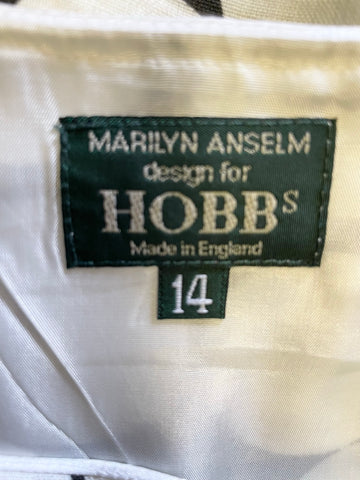 MARILYN ANSELM
design for
HOBBS
Made in England
14